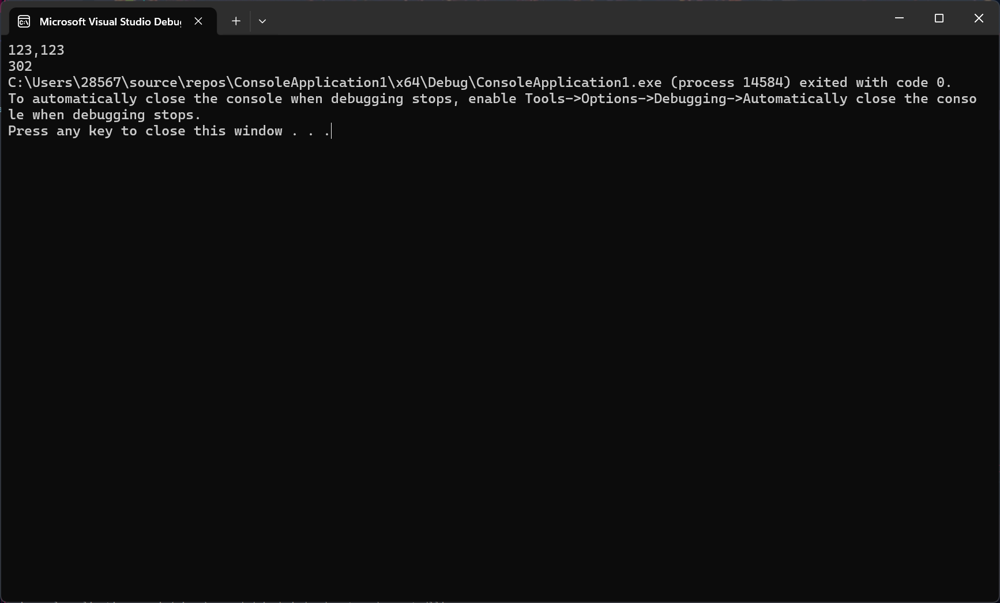 Microsoft Visual Studio Debu
123,123
302
C:\Users\28567\source\repos\ConsoleApplication1\x64\Debug\ConsoleApplication1.exe (process 14584) exited with code 0.
To automatically close the console when debugging stops, enable Tools->Options->Debugging->Automatically close the conso
le when debugging stops.
Press any key to close this window . . .